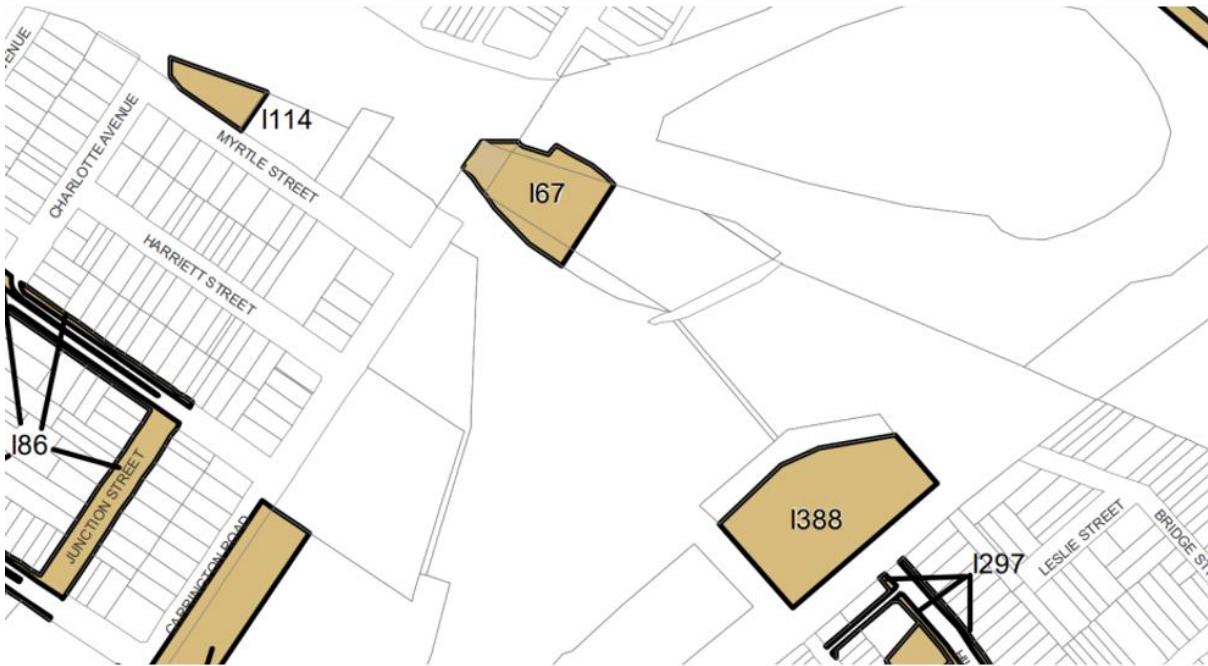 ENUE
CHARLOTTE AVENUE
I114
MYRTLE STREET
I67
HARRIETT STREET
I86
JUNCTION STREET
CARRINGTON ROAD
I388
I297
LESLIE STREET
BRIDGE ST